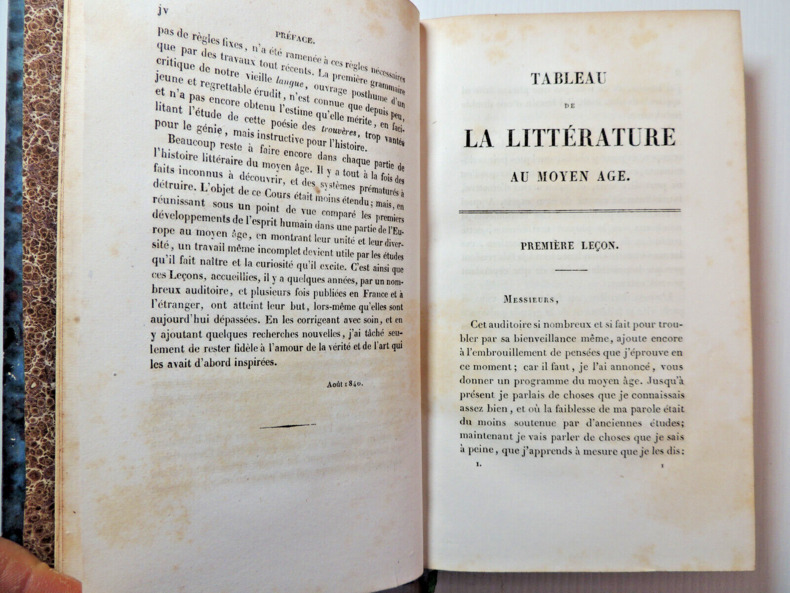 jv
PRÉFACE.
pas de règles fixes, n'a été ramenée à ces règles nécessaires
que par des travaux tout récents. La première grammaire
critique de notre vieille langue, ouvrage posthume d'un
jeune et regrettable érudit, n'est connue que depuis peu,
et n'a pas encore obtenu l'estime qu'elle mérite, en faci-
litant l'étude de cette poésie des trouvères, trop vantés
pour le génie, mais instructive pour l'histoire.
Beaucoup reste à faire encore dans chaque partie de
l'histoire littéraire du moyen âge. Il y a tout à la fois des
faits inconnus à découvrir, et des systèmes prématurés à
détruire. L'objet de ce Cours était moins étendu; mais, en
réunissant sous un point de vue comparé les premiers
développements de l'esprit humain dans une partie de l'Eu-
rope au moyen âge, en montrant leur unité et leur diver-
sité, un travail même incomplet devient utile par les études
qu'il fait naître et la curiosité qu'il excite. C'est ainsi que
ces Leçons, accueillies, il y a quelques années, par un nom-
breux auditoire, et plusieurs fois publiées en France et à
l'étranger, ont atteint leur but, lors-même qu'elles sont
aujourd'hui dépassées. En les corrigeant avec soin, et en
y ajoutant quelques recherches nouvelles, j'ai tâché seu-
lement de rester fidèle à l'amour de la vérité et de l'art qui
les avait d'abord inspirées.
Août 1840.
TABLEAU
DE
LA LITTÉRATURE
AU MOYEN AGE.
PREMIÈRE LEÇON.
MESSIEURS,
Cet auditoire si nombreux et si fait pour trou-
bler par sa bienveillance même, ajoute encore
à l'embrouillement de pensées que j'éprouve en
ce moment; car il faut, je l'ai annoncé, vous
donner un programme du moyen âge. Jusqu'à
présent je parlais de choses que je connaissais
assez bien, et où la faiblesse de ma parole était
du moins soutenue par d'anciennes études;
maintenant je vais parler de choses que je sais
à peine, que j'apprends à mesure que je les dis:
I. 1